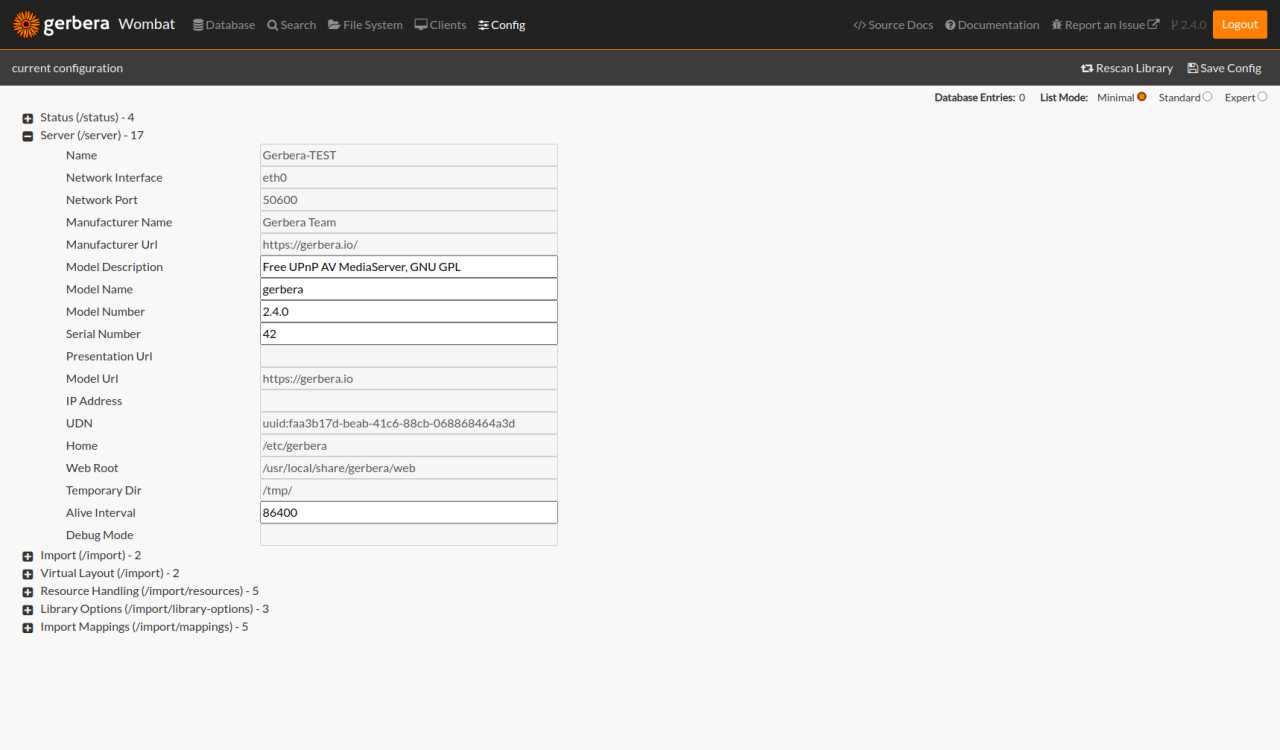 gerbera Wombat Database Search File System Clients Config Source Docs Documentation Report an Issue 2.4.0 Logout
current configuration Rescan Library Save Config
Database Entries: 0 List Mode: Minimal Standard Expert
Status (/status) - 4
Server (/server) - 17
Name Gerbera-TEST
Network Interface eth0
Network Port 50600
Manufacturer Name Gerbera Team
Manufacturer Url https://gerbera.io/
Model Description Free UPnP AV MediaServer, GNU GPL
Model Name gerbera
Model Number 2.4.0
Serial Number 42
Presentation Url
Model Url https://gerbera.io
IP Address
UDN uuid:faa3b17d-beab-41c6-88cb-068868464a3d
Home /etc/gerbera
Web Root /usr/local/share/gerbera/web
Temporary Dir /tmp/
Alive Interval 86400
Debug Mode
Import (/import) - 2
Virtual Layout (/import) - 2
Resource Handling (/import/resources) - 5
Library Options (/import/library-options) - 3
Import Mappings (/import/mappings) - 5